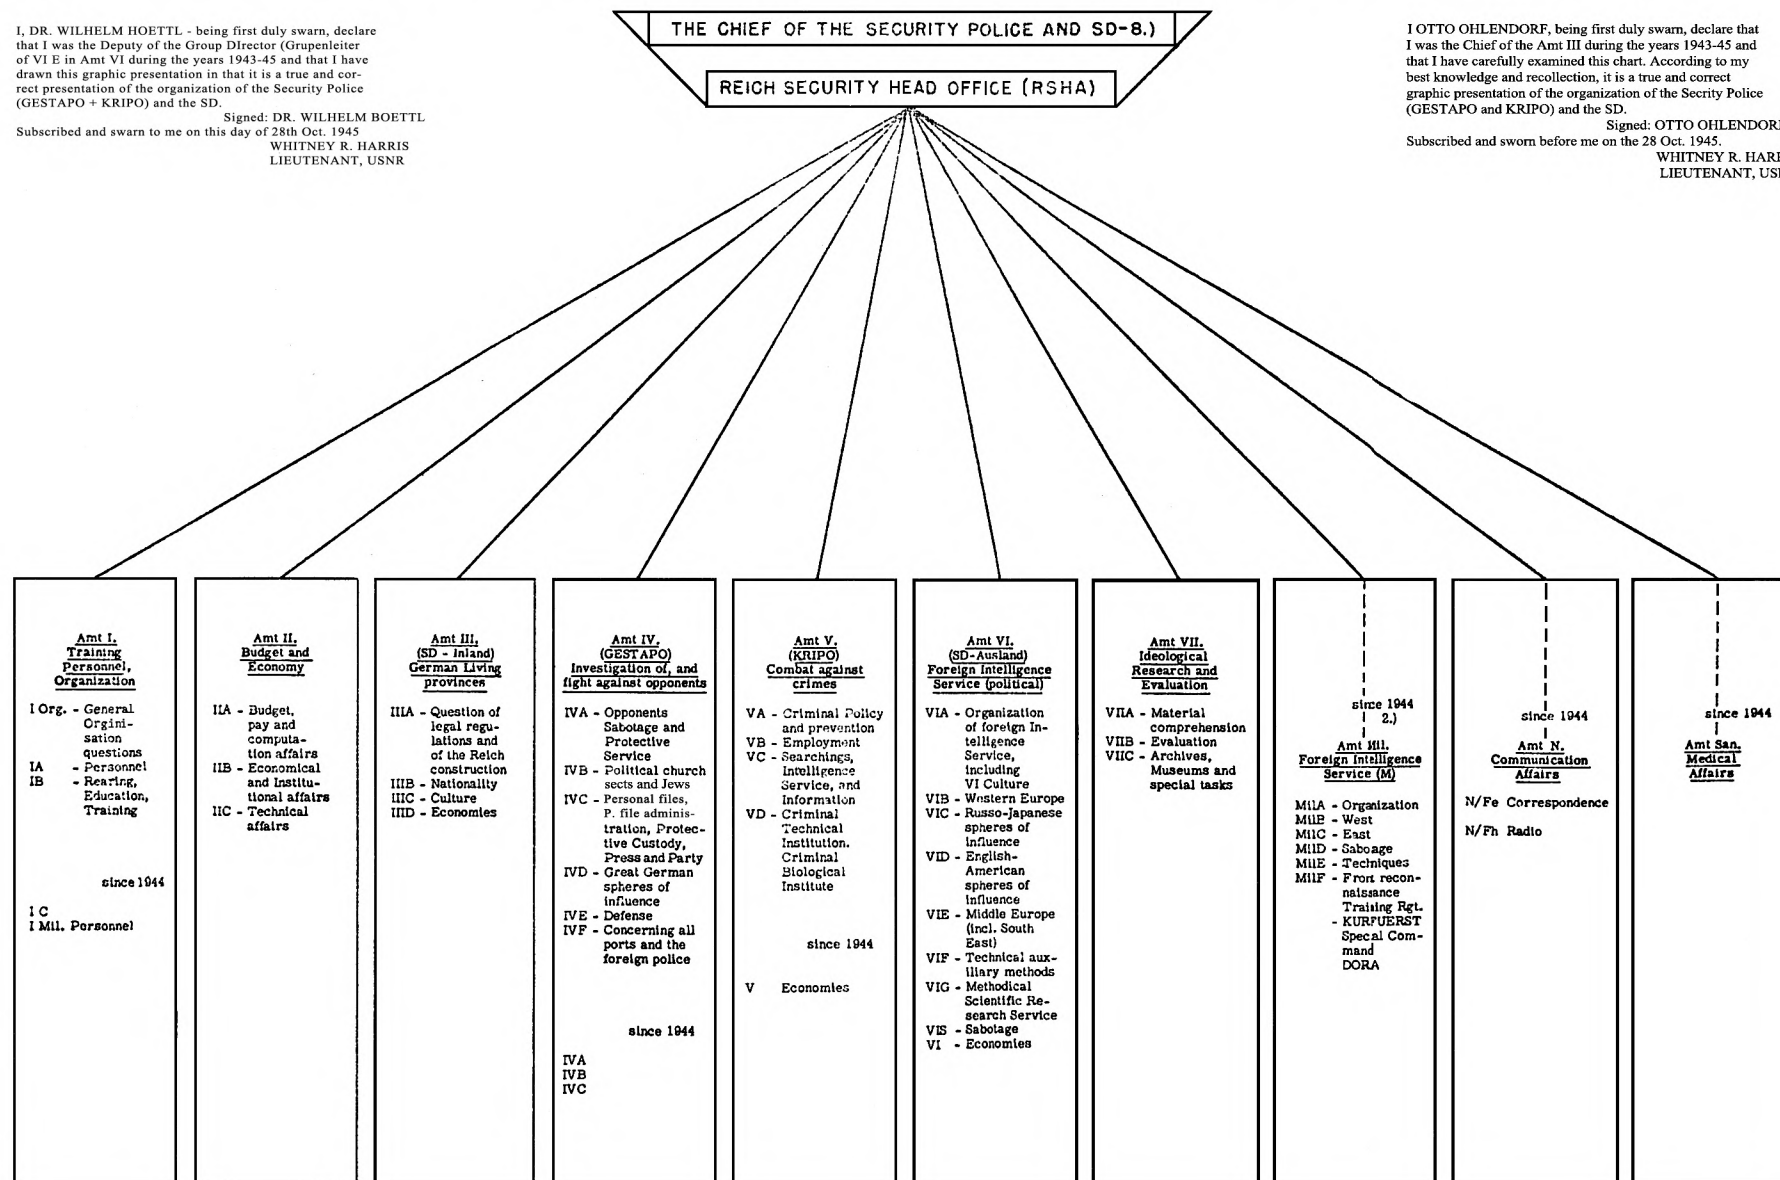 I, DR. WILHELM HOETTL - being first duly swarn, declare
that I was the Deputy of the Group DIrector (Grupenleiter
of VI E in Amt VI during the years 1943-45 and that I have
drawn this graphic presentation in that it is a true and cor-
rect presentation of the organization of the Security Police
(GESTAPO + KRIPO) and the SD.
Signed: DR. WILHELM BOETTL
Subscribed and swarn to me on this day of 28th Oct. 1945
WHITNEY R. HARRIS
LIEUTENANT, USNR
THE CHIEF OF THE SECURITY POLICE AND SD-8.)
REICH SECURITY HEAD OFFICE (RSHA)
I OTTO OHLENDORF, being first duly swarn, declare that
I was the Chief of the Amt III during the years 1943-45 and
that I have carefully examined this chart. According to my
best knowledge and recollection, it is a true and correct
graphic presentation of the organization of the Secrity Police
(GESTAPO and KRIPO) and the SD.
Signed: OTTO OHLENDOR
Subscribed and sworn before me on the 28 Oct. 1945.
WHITNEY R. HARR
LIEUTENANT, US
Amt I.
Training
Personnel,
Organization
I Org. - General
Orgini-
sation
questions
IA - Personnel
IB - Rearing,
Education,
Training
since 1944
I C
I Mil. Personnel
Amt II.
Budget and
Economy
IIA - Budget,
pay and
computa-
tion affairs
IIB - Economical
and Institu-
tional affairs
IIC - Technical
affairs
Amt III.
(SD - Inland)
German Living
provinces
IIIA - Question of
legal regu-
lations and
of the Reich
construction
IIIB - Nationality
IIIC - Culture
IIID - Economies
Amt IV.
(GESTAPO)
Investigation of, and
fight against opponents
IVA - Opponents
Sabotage and
Protective
Service
IVB - Political church
sects and Jews
IVC - Personal files,
P. file adminis-
tration, Protec-
tive Custody,
Press and Party
IVD - Great German
spheres of
influence
IVE - Defense
IVF - Concerning all
ports and the
foreign police
since 1944
IVA
IVB
IVC
Amt V.
(KRIPO)
Combat against
crimes
VA - Criminal Policy
and prevention
VB - Employment
VC - Searchings,
Intelligence
Service, and
Information
VD - Criminal
Technical
Institution.
Criminal
Biological
Institute
since 1944
V Economies
Amt VI.
(SD-Ausland)
Foreign Intelligence
Service (political)
VIA - Organization
of foreign In-
telligence
Service,
including
VI Culture
VIB - Western Europe
VIC - Russo-Japanese
spheres of
influence
VID - English-
American
spheres of
influence
VIE - Middle Europe
(incl. South
East)
VIF - Technical aux-
iliary methods
VIG - Methodical
Scientific Re-
search Service
VIS - Sabotage
VI - Economies
Amt VII.
Ideological
Research and
Evaluation
VIIA - Material
comprehension
VIIB - Evaluation
VIIC - Archives,
Museums and
special tasks
since 1944
2.)
Amt Mil.
Foreign Intelligence
Service (M)
MilA - Organization
MilB - West
MilC - East
MilD - Saboage
MilE - Techniques
MilF - Front recon-
naissance
Training Rgt.
- KURFUERST
Specal Com-
mand
DORA
since 1944
Amt N.
Communication
Affairs
N/Fe Correspondence
N/Fh Radio
since 1944
Amt San.
Medical
Affairs